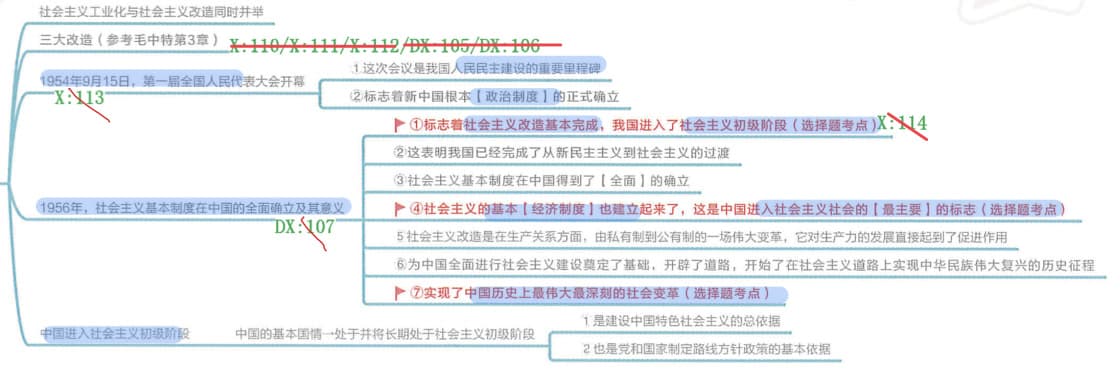 社会主义工业化与社会主义改造同时并举
三大改造（参考毛中特第3章） X:110/X:111/X:112/DX:105/DX:106
1954年9月15日，第一届全国人民代表大会开幕
X:113
①这次会议是我国人民民主建设的重要里程碑
②标志着新中国根本【政治制度】的正式确立
1956年，社会主义基本制度在中国的全面确立及其意义
DX:107
①标志着社会主义改造基本完成，我国进入了社会主义初级阶段（选择题考点） X:114
②这表明我国已经完成了从新民主主义到社会主义的过渡
③社会主义基本制度在中国得到了【全面】的确立
④社会主义的基本【经济制度】也建立起来了，这是中国进入社会主义社会的【最主要】的标志（选择题考点）
5 社会主义改造是在生产关系方面，由私有制到公有制的一场伟大变革，它对生产力的发展直接起到了促进作用
⑥为中国全面进行社会主义建设奠定了基础，开辟了道路，开始了在社会主义道路上实现中华民族伟大复兴的历史征程
⑦实现了中国历史上最伟大最深刻的社会变革（选择题考点）
中国进入社会主义初级阶段
中国的基本国情→处于并将长期处于社会主义初级阶段
1 是建设中国特色社会主义的总依据
2 也是党和国家制定路线方针政策的基本依据